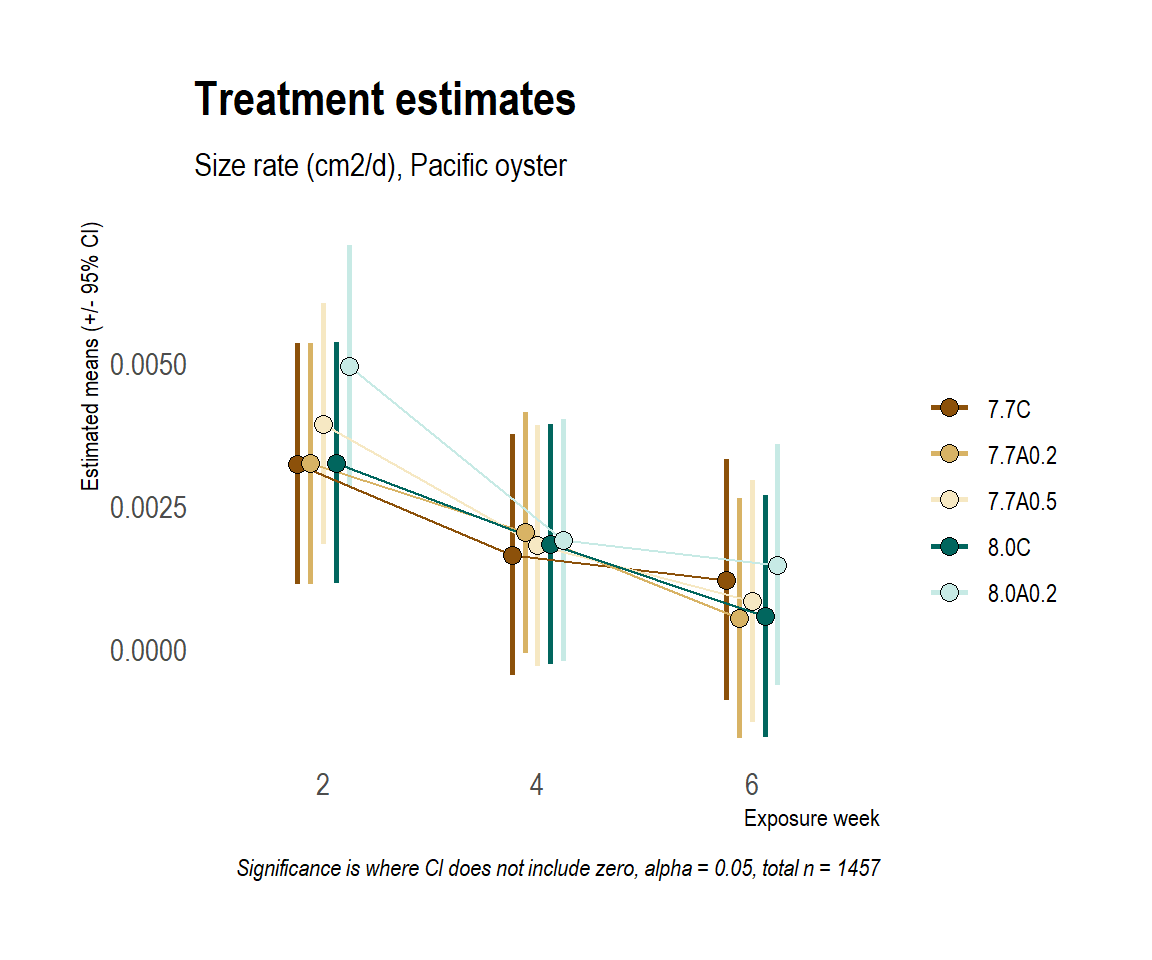 Treatment estimates
Size rate (cm2/d), Pacific oyster
Estimated means (+/- 95% CI)
0.0050
0.0025
0.0000
2
4
6
Exposure week
7.7C
7.7A0.2
7.7A0.5
8.0C
8.0A0.2
Significance is where CI does not include zero, alpha = 0.05, total n = 1457